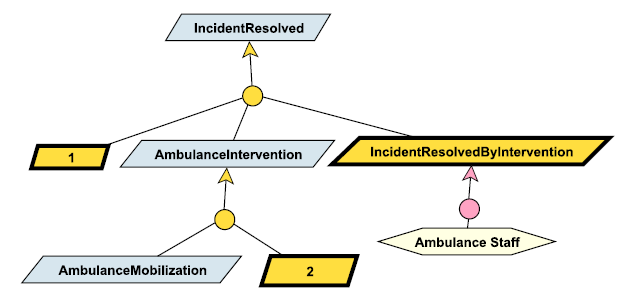 IncidentResolved
1
AmbulanceIntervention
IncidentResolvedByIntervention
Ambulance Staff
AmbulanceMobilization
2